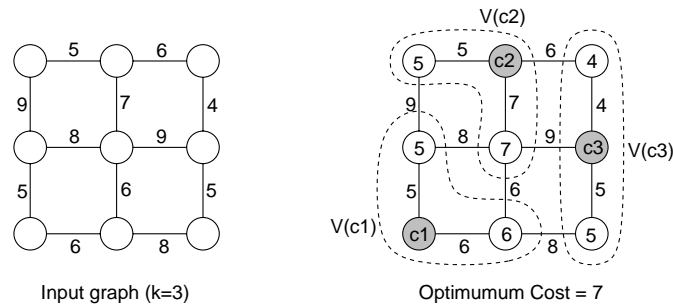 V(c2)
5 6 5 6
5 c2 4
9 7 4 9 7 4
8 9 8 9
5 7 c3
V(c3)
5 6 5 5 6 5
V(c1)
c1 6 5
6 8 6 8
Input graph (k=3)
Optimumum Cost = 7